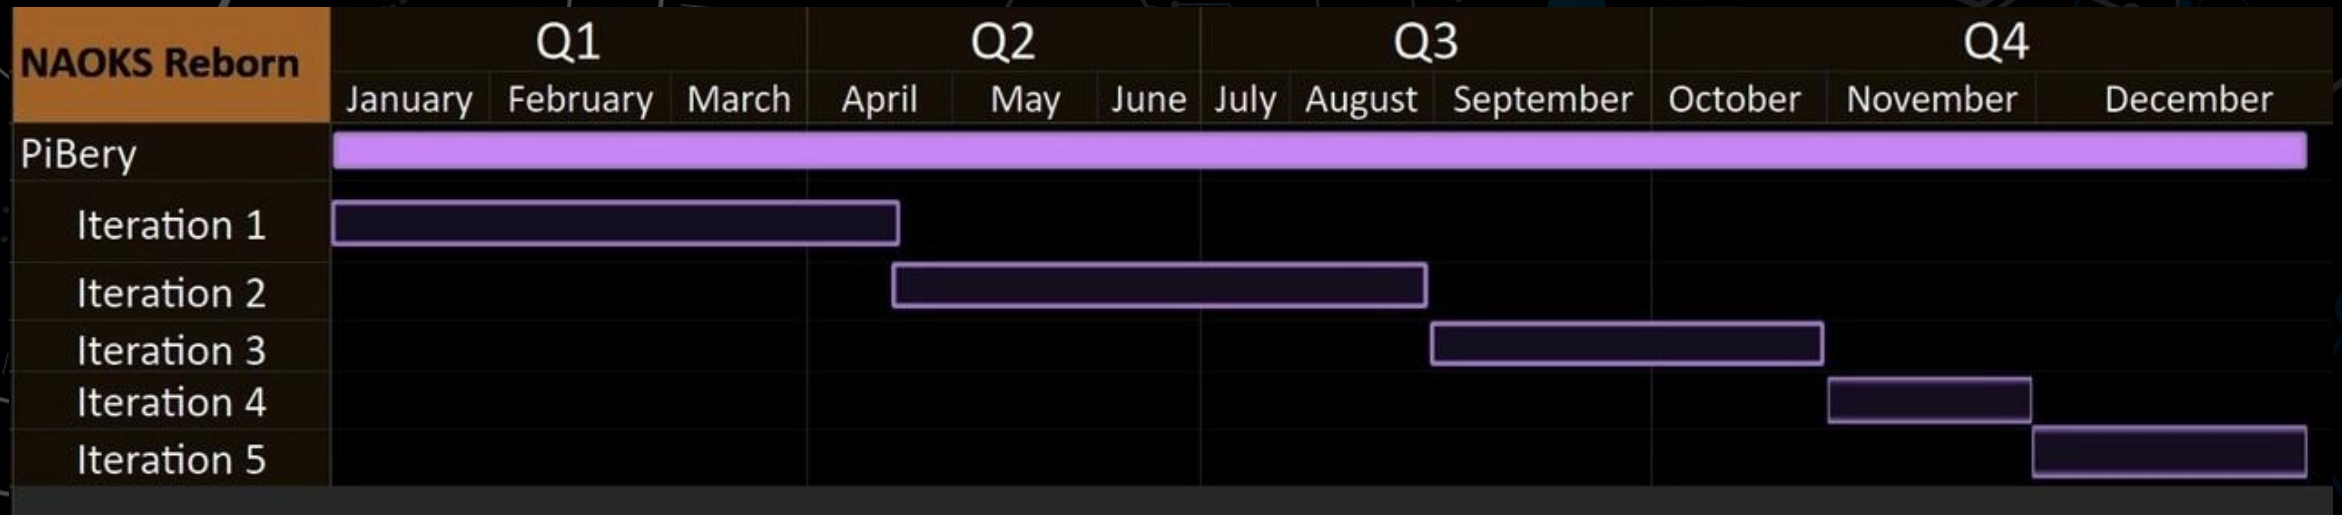 NAOKS Reborn
Q1 Q2 Q3 Q4
January February March April May June July August September October November December
PiBery
Iteration 1
Iteration 2
Iteration 3
Iteration 4
Iteration 5